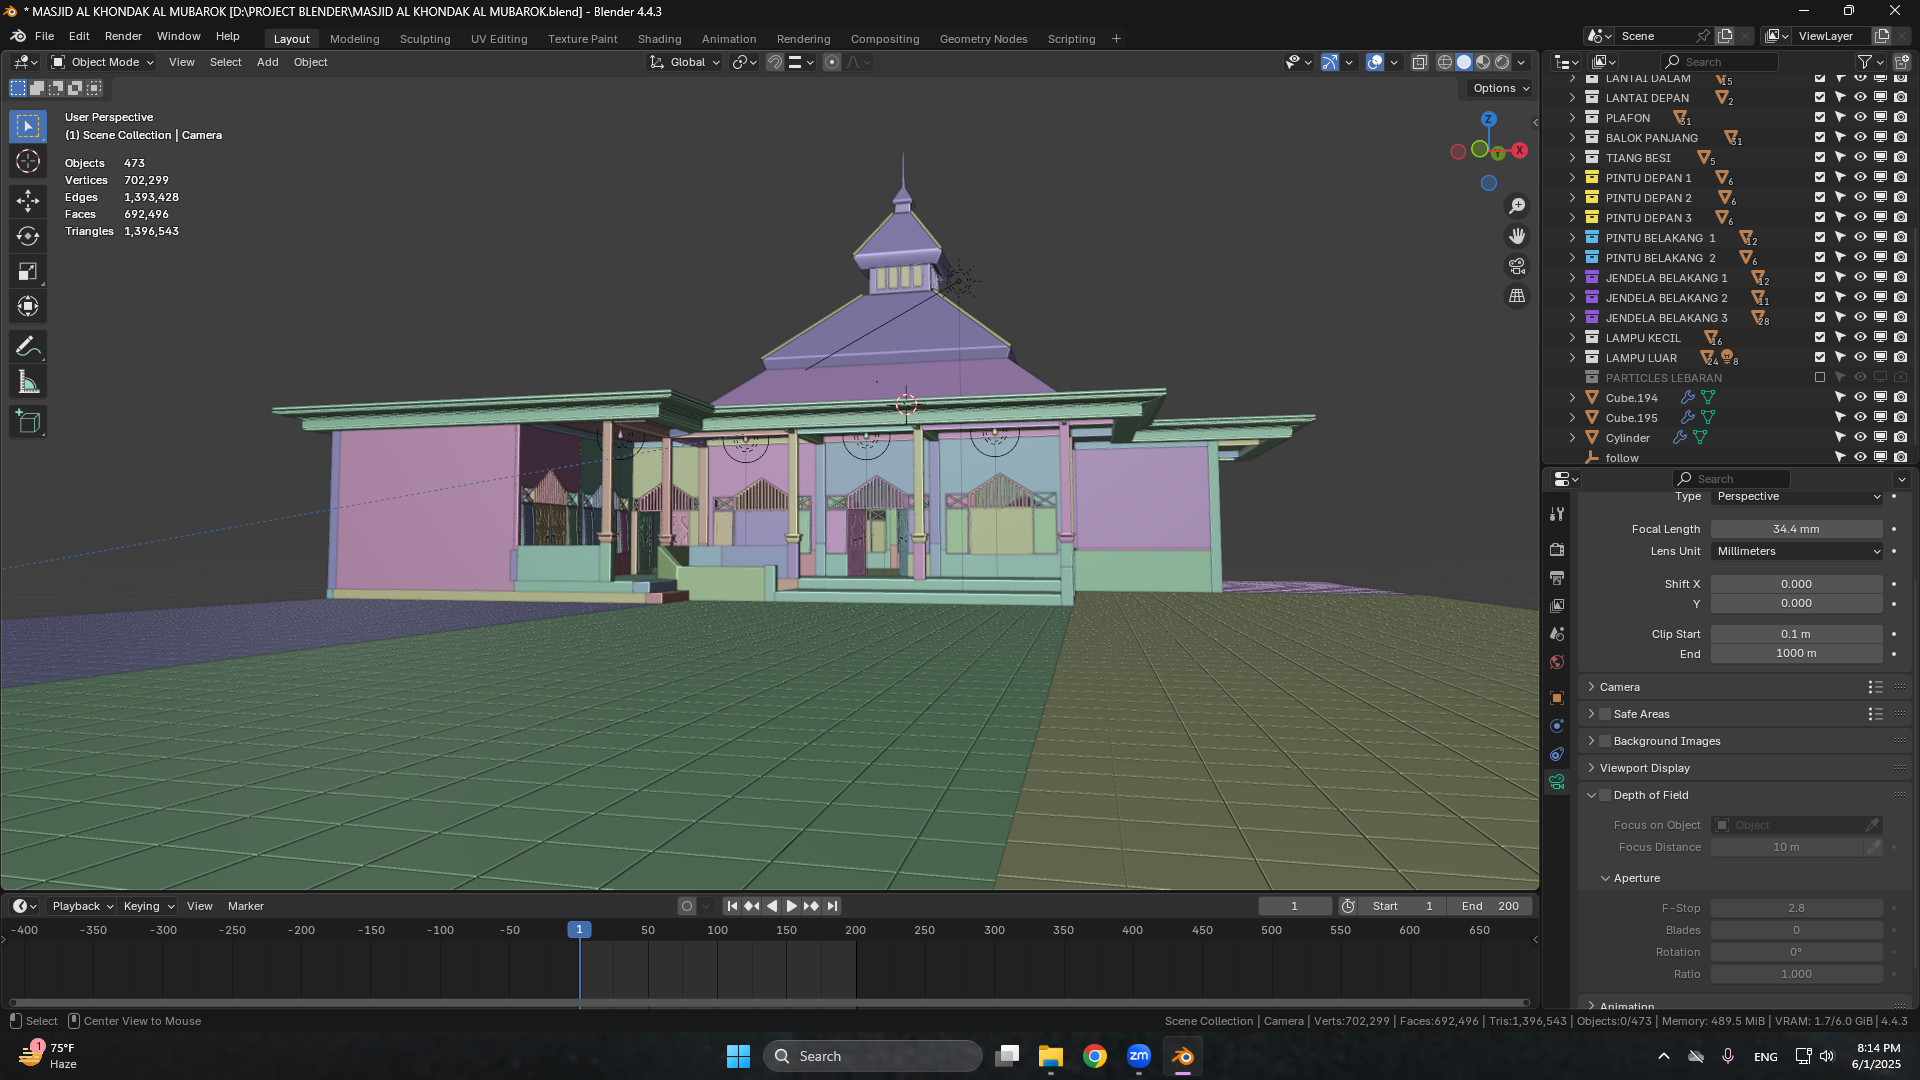 * MASJID AL KHONDAK AL MUBAROK [D:\PROJECT BLENDER\MASJID AL KHONDAK AL MUBAROK.blend] - Blender 4.4.3
File Edit Render Window Help Layout Modeling Sculpting UV Editing Texture Paint Shading Animation Rendering Compositing Geometry Nodes Scripting + Scene ViewLayer
Object Mode View Select Add Object Global Search
Options
User Perspective
(1) Scene Collection | Camera
Objects 473
Vertices 702,299
Edges 1,393,428
Faces 692,496
Triangles 1,396,543
Z
X
Y
LANTAI DALAM 15
LANTAI DEPAN 2
PLAFON 31
BALOK PANJANG 31
TIANG BESI 5
PINTU DEPAN 1 6
PINTU DEPAN 2 6
PINTU DEPAN 3 6
PINTU BELAKANG 1 12
PINTU BELAKANG 2 6
JENDELA BELAKANG 1 12
JENDELA BELAKANG 2 11
JENDELA BELAKANG 3 28
LAMPU KECIL 16
LAMPU LUAR 24 8
PARTICLES LEBARAN
Cube.194
Cube.195
Cylinder
follow
Search
Type Perspective
Focal Length 34.4 mm
Lens Unit Millimeters
Shift X 0.000
Y 0.000
Clip Start 0.1 m
End 1000 m
Camera
Safe Areas
Background Images
Viewport Display
Depth of Field
Focus on Object Object
Focus Distance 10 m
Aperture
F-Stop 2.8
Blades 0
Rotation 0°
Ratio 1.000
Animation
Playback Keying View Marker 1 Start 1 End 200
-400 -350 -300 -250 -200 -150 -100 -50 1 50 100 150 200 250 300 350 400 450 500 550 600 650
Select Center View to Mouse Scene Collection | Camera | Verts:702,299 | Faces:692,496 | Tris:1,396,543 | Objects:0/473 | Memory: 489.5 MiB | VRAM: 1.7/6.0 GiB | 4.4.3
1
75°F
Haze
Search
zm
ENG
8:14 PM
6/1/2025